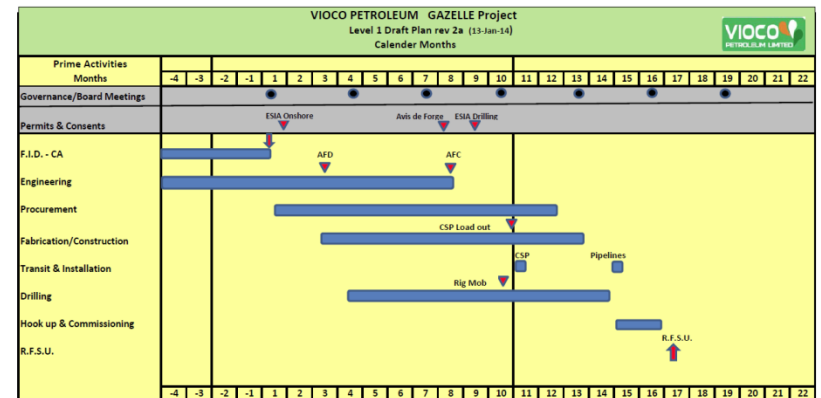 VIOCO PETROLEUM GAZELLE Project
Level 1 Draft Plan rev 2a (13-Jan-14)
Calender Months
VIOCO
PETROLEUM LIMITED
Prime Activities
Months -4 -3 -2 -1 1 2 3 4 5 6 7 8 9 10 11 12 13 14 15 16 17 18 19 20 21 22
Governance/Board Meetings
ESIA Onshore Avis de Forge ESIA Drilling
Permits & Consents
F.I.D. - CA AFD AFC
Engineering
Procurement
CSP Load out
Fabrication/Construction
CSP Pipelines
Transit & Installation
Rig Mob
Drilling
Hook up & Commissioning
R.F.S.U.
R.F.S.U.
-4 -3 -2 -1 1 2 3 4 5 6 7 8 9 10 11 12 13 14 15 16 17 18 19 20 21 22